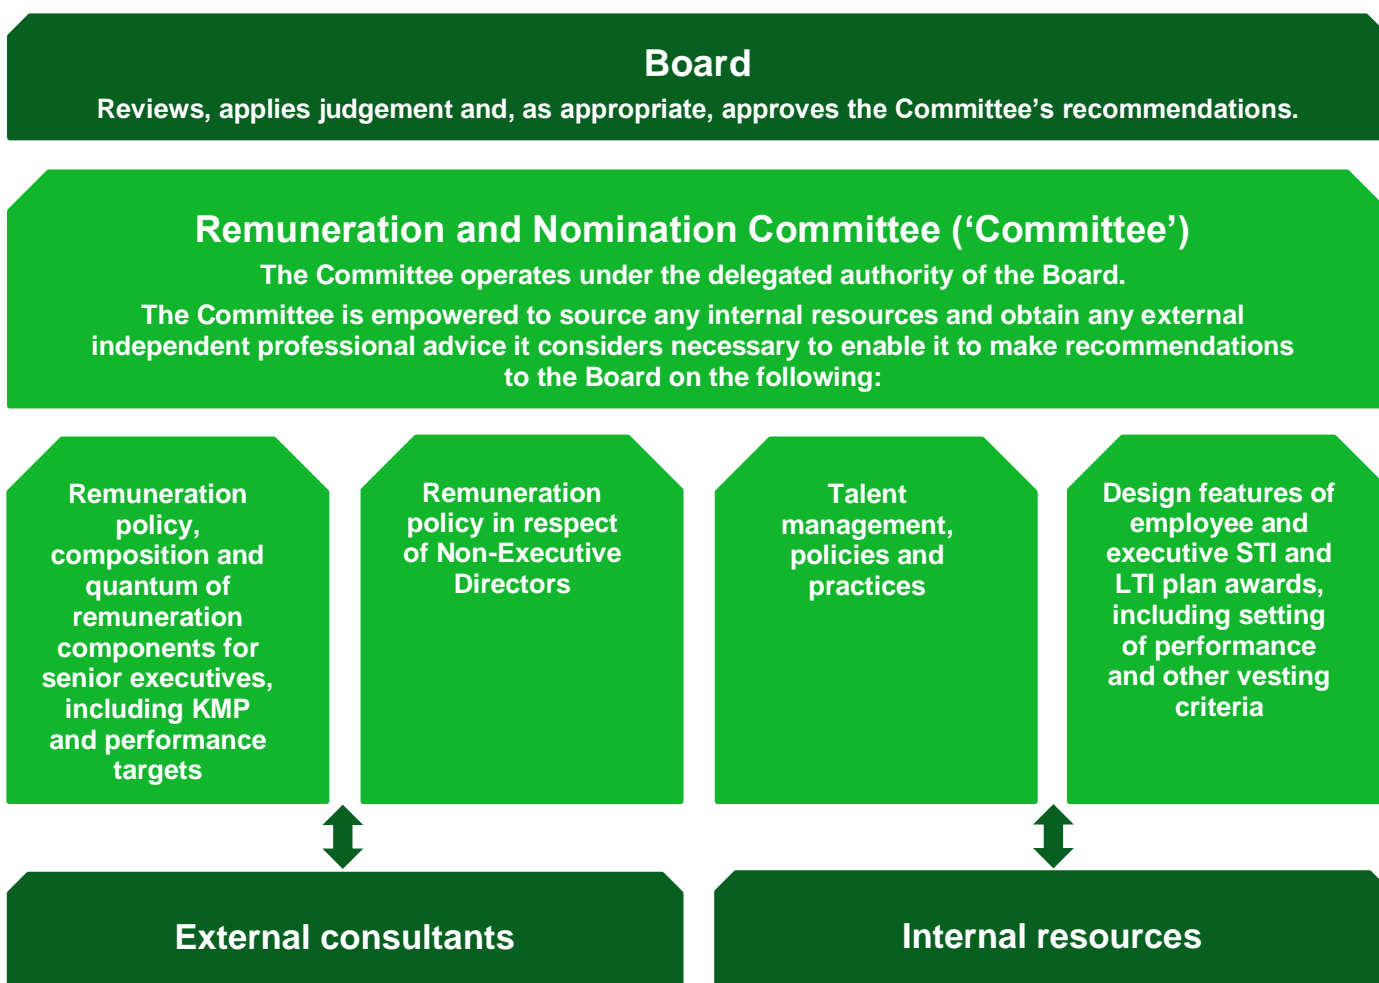 Board
Reviews, applies judgement and, as appropriate, approves the Committee’s recommendations.
Remuneration and Nomination Committee (‘Committee’)
The Committee operates under the delegated authority of the Board.
The Committee is empowered to source any internal resources and obtain any external
independent professional advice it considers necessary to enable it to make recommendations
to the Board on the following:
Remuneration
policy,
composition and
quantum of
remuneration
components for
senior executives,
including KMP
and performance
targets
Remuneration
policy in respect
of Non-Executive
Directors
Talent
management,
policies and
practices
Design features of
employee and
executive STI and
LTI plan awards,
including setting
of performance
and other vesting
criteria
External consultants
Internal resources